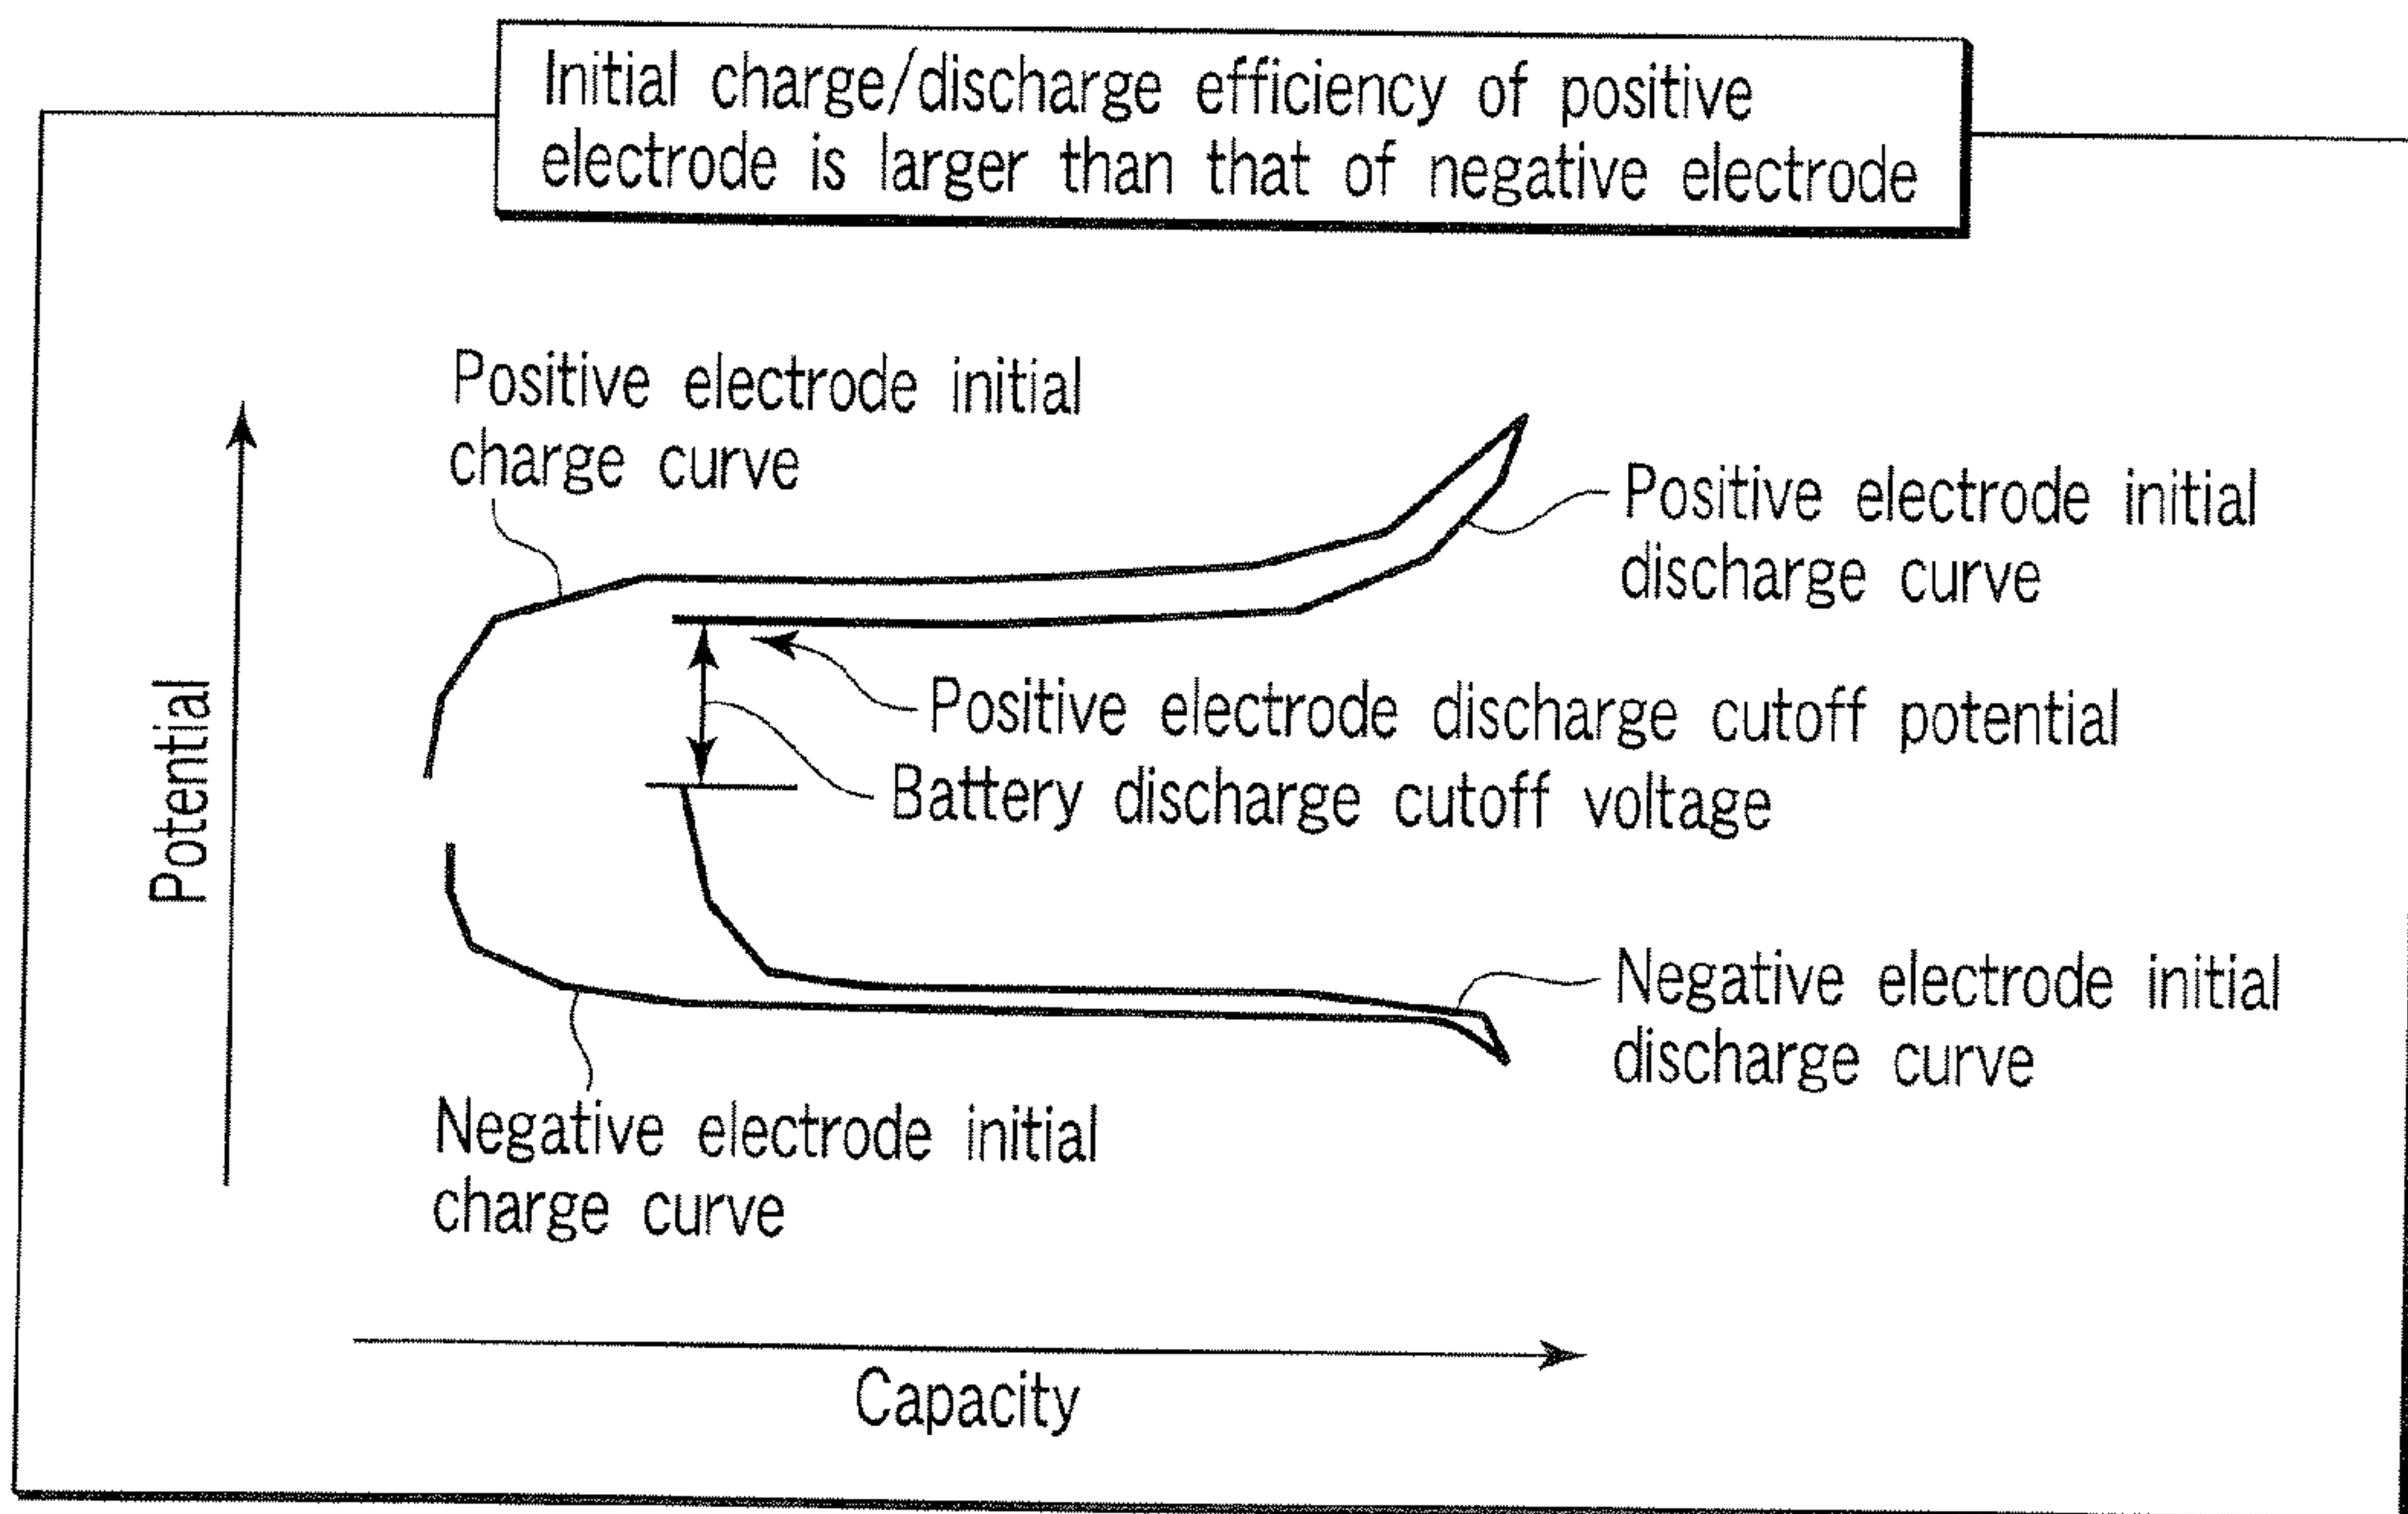 Initial charge/discharge efficiency of positive
electrode is larger than that of negative electrode
Positive electrode initial
charge curve
Positive electrode initial
discharge curve
Potential
Positive electrode discharge cutoff potential
Battery discharge cutoff voltage
Negative electrode initial
discharge curve
Negative electrode initial
charge curve
Capacity